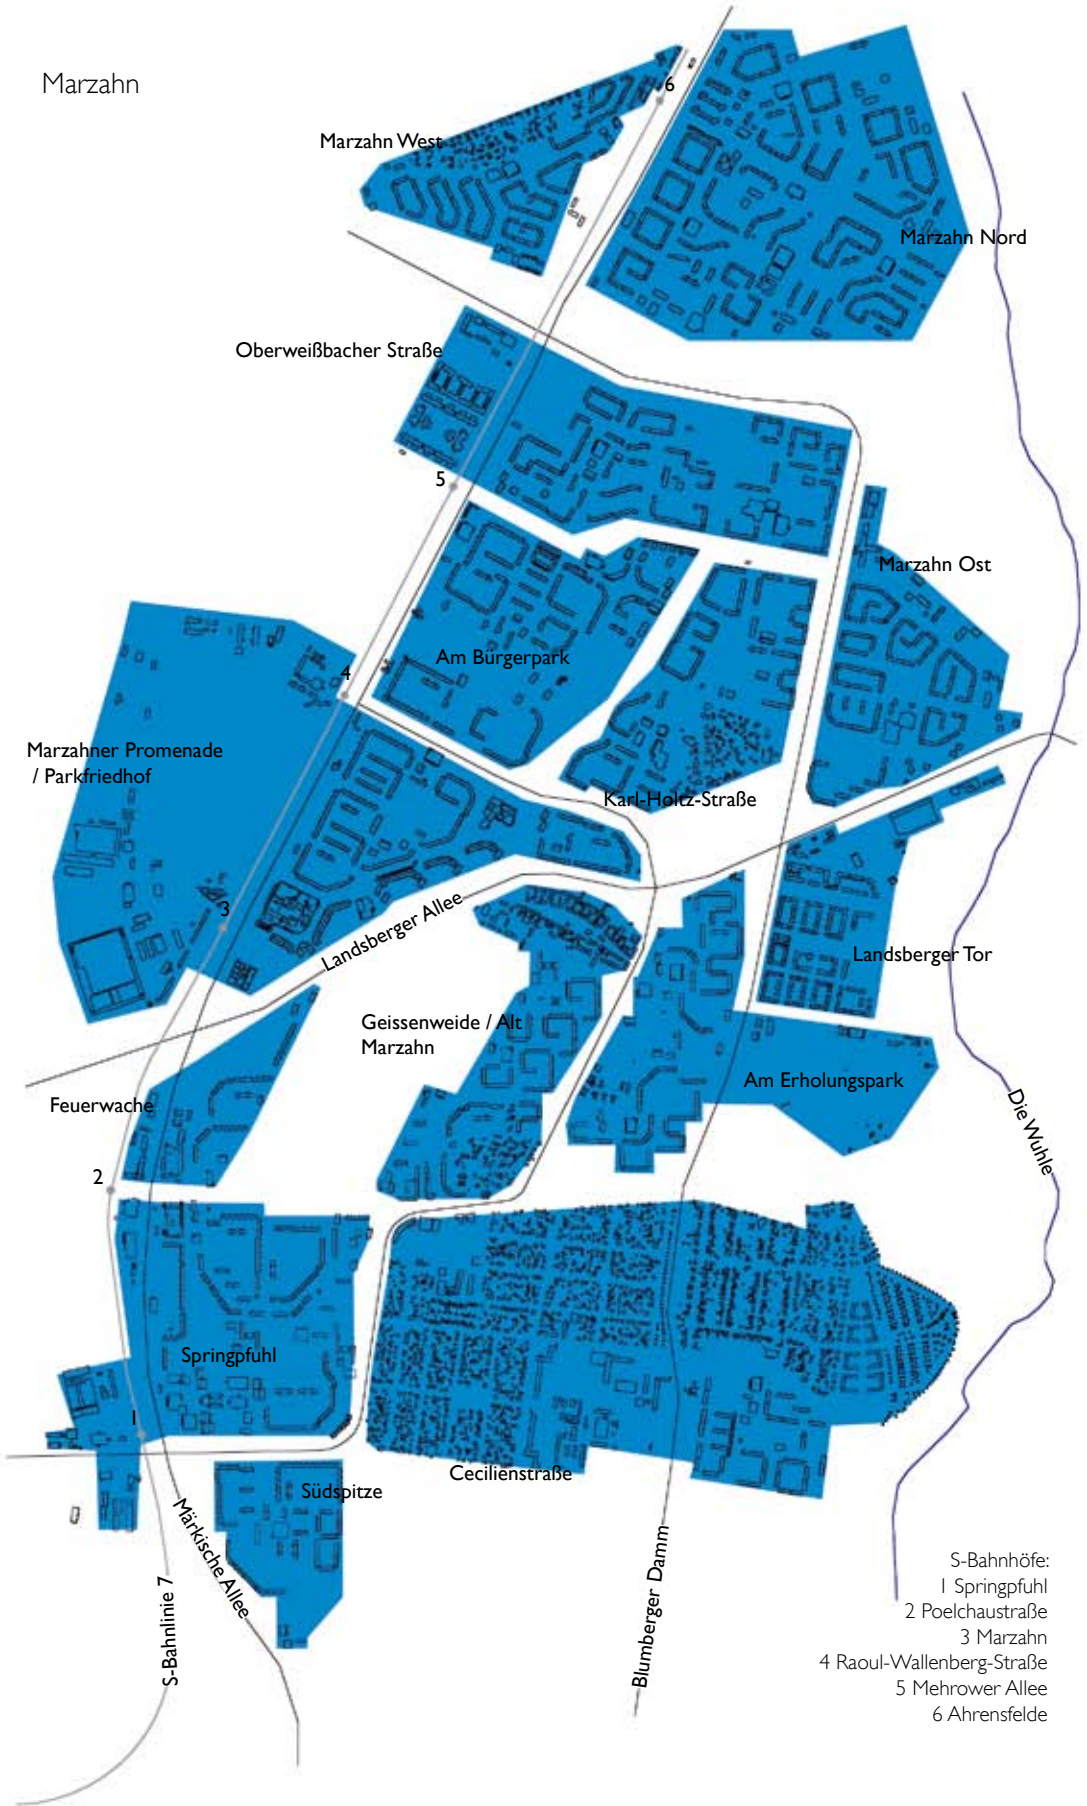 Marzahn
6
Marzahn West
Marzahn Nord
Oberweißbacher Straße
5
Marzahn Ost
Am Bürgerpark
4
Marzahner Promenade
/ Parkfriedhof
Karl-Holtz-Straße
3
Landsberger Allee
Landsberger Tor
Geissenweide / Alt
Marzahn
Am Erholungspark
Feuerwache
Die Wuhle
2
Springpfuhl
1
Cecilienstraße
Südspitze
Märkische Allee
S-Bahnlinie 7
Blumberger Damm
S-Bahnhöfe:
1 Springpfuhl
2 Poelchaustraße
3 Marzahn
4 Raoul-Wallenberg-Straße
5 Mehrower Allee
6 Ahrensfelde